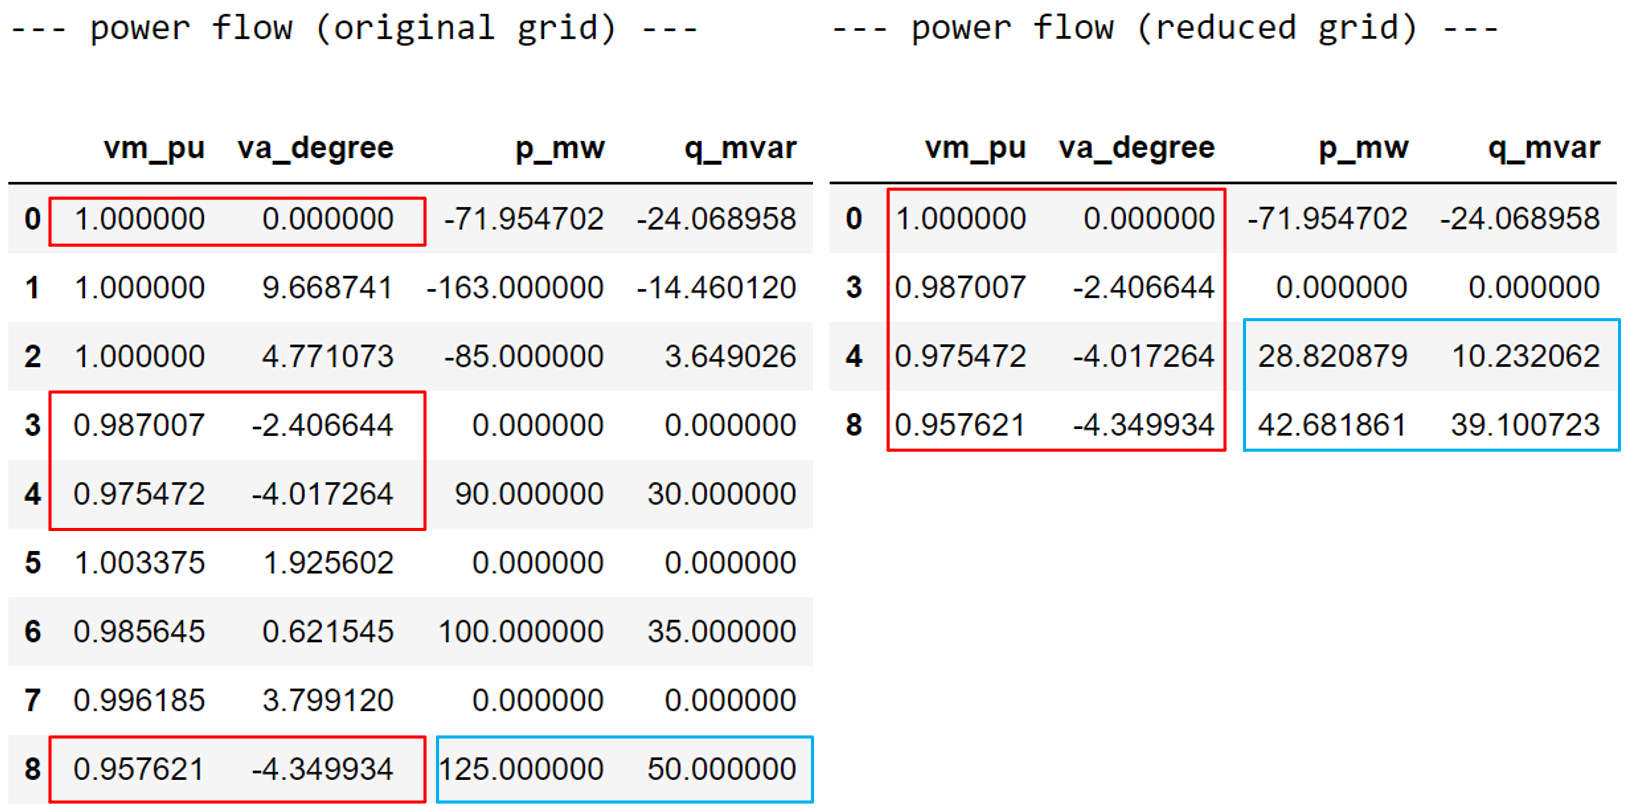 --- power flow (original grid) ---
vm_pu va_degree p_mw q_mvar
0 1.000000 0.000000 -71.954702 -24.068958
1 1.000000 9.668741 -163.000000 -14.460120
2 1.000000 4.771073 -85.000000 3.649026
3 0.987007 -2.406644 0.000000 0.000000
4 0.975472 -4.017264 90.000000 30.000000
5 1.003375 1.925602 0.000000 0.000000
6 0.985645 0.621545 100.000000 35.000000
7 0.996185 3.799120 0.000000 0.000000
8 0.957621 -4.349934 125.000000 50.000000
--- power flow (reduced grid) ---
vm_pu va_degree p_mw q_mvar
0 1.000000 0.000000 -71.954702 -24.068958
3 0.987007 -2.406644 0.000000 0.000000
4 0.975472 -4.017264 28.820879 10.232062
8 0.957621 -4.349934 42.681861 39.100723